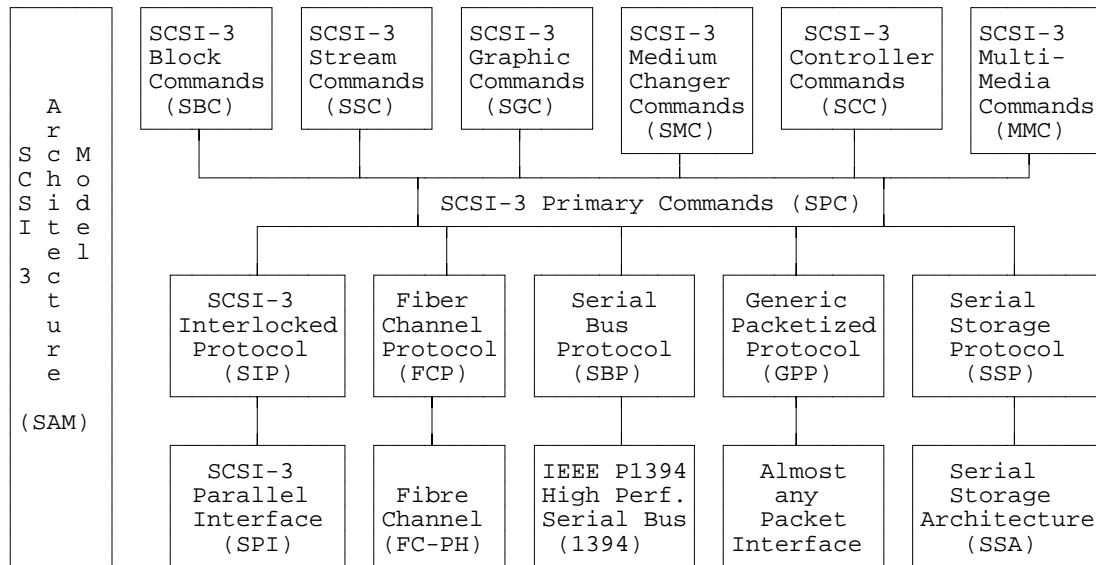 SCSI 3
Architecture
Model
(SAM)
SCSI-3
Block
Commands
(SBC)
SCSI-3
Stream
Commands
(SSC)
SCSI-3
Graphic
Commands
(SGC)
SCSI-3
Medium
Changer
Commands
(SMC)
SCSI-3
Controller
Commands
(SCC)
SCSI-3
Multi-
Media
Commands
(MMC)
SCSI-3 Primary Commands (SPC)
SCSI-3
Interlocked
Protocol
(SIP)
Fiber
Channel
Protocol
(FCP)
Serial
Bus
Protocol
(SBP)
Generic
Packetized
Protocol
(GPP)
Serial
Storage
Protocol
(SSP)
SCSI-3
Parallel
Interface
(SPI)
Fibre
Channel
(FC-PH)
IEEE P1394
High Perf.
Serial Bus
(1394)
Almost
any
Packet
Interface
Serial
Storage
Architecture
(SSA)